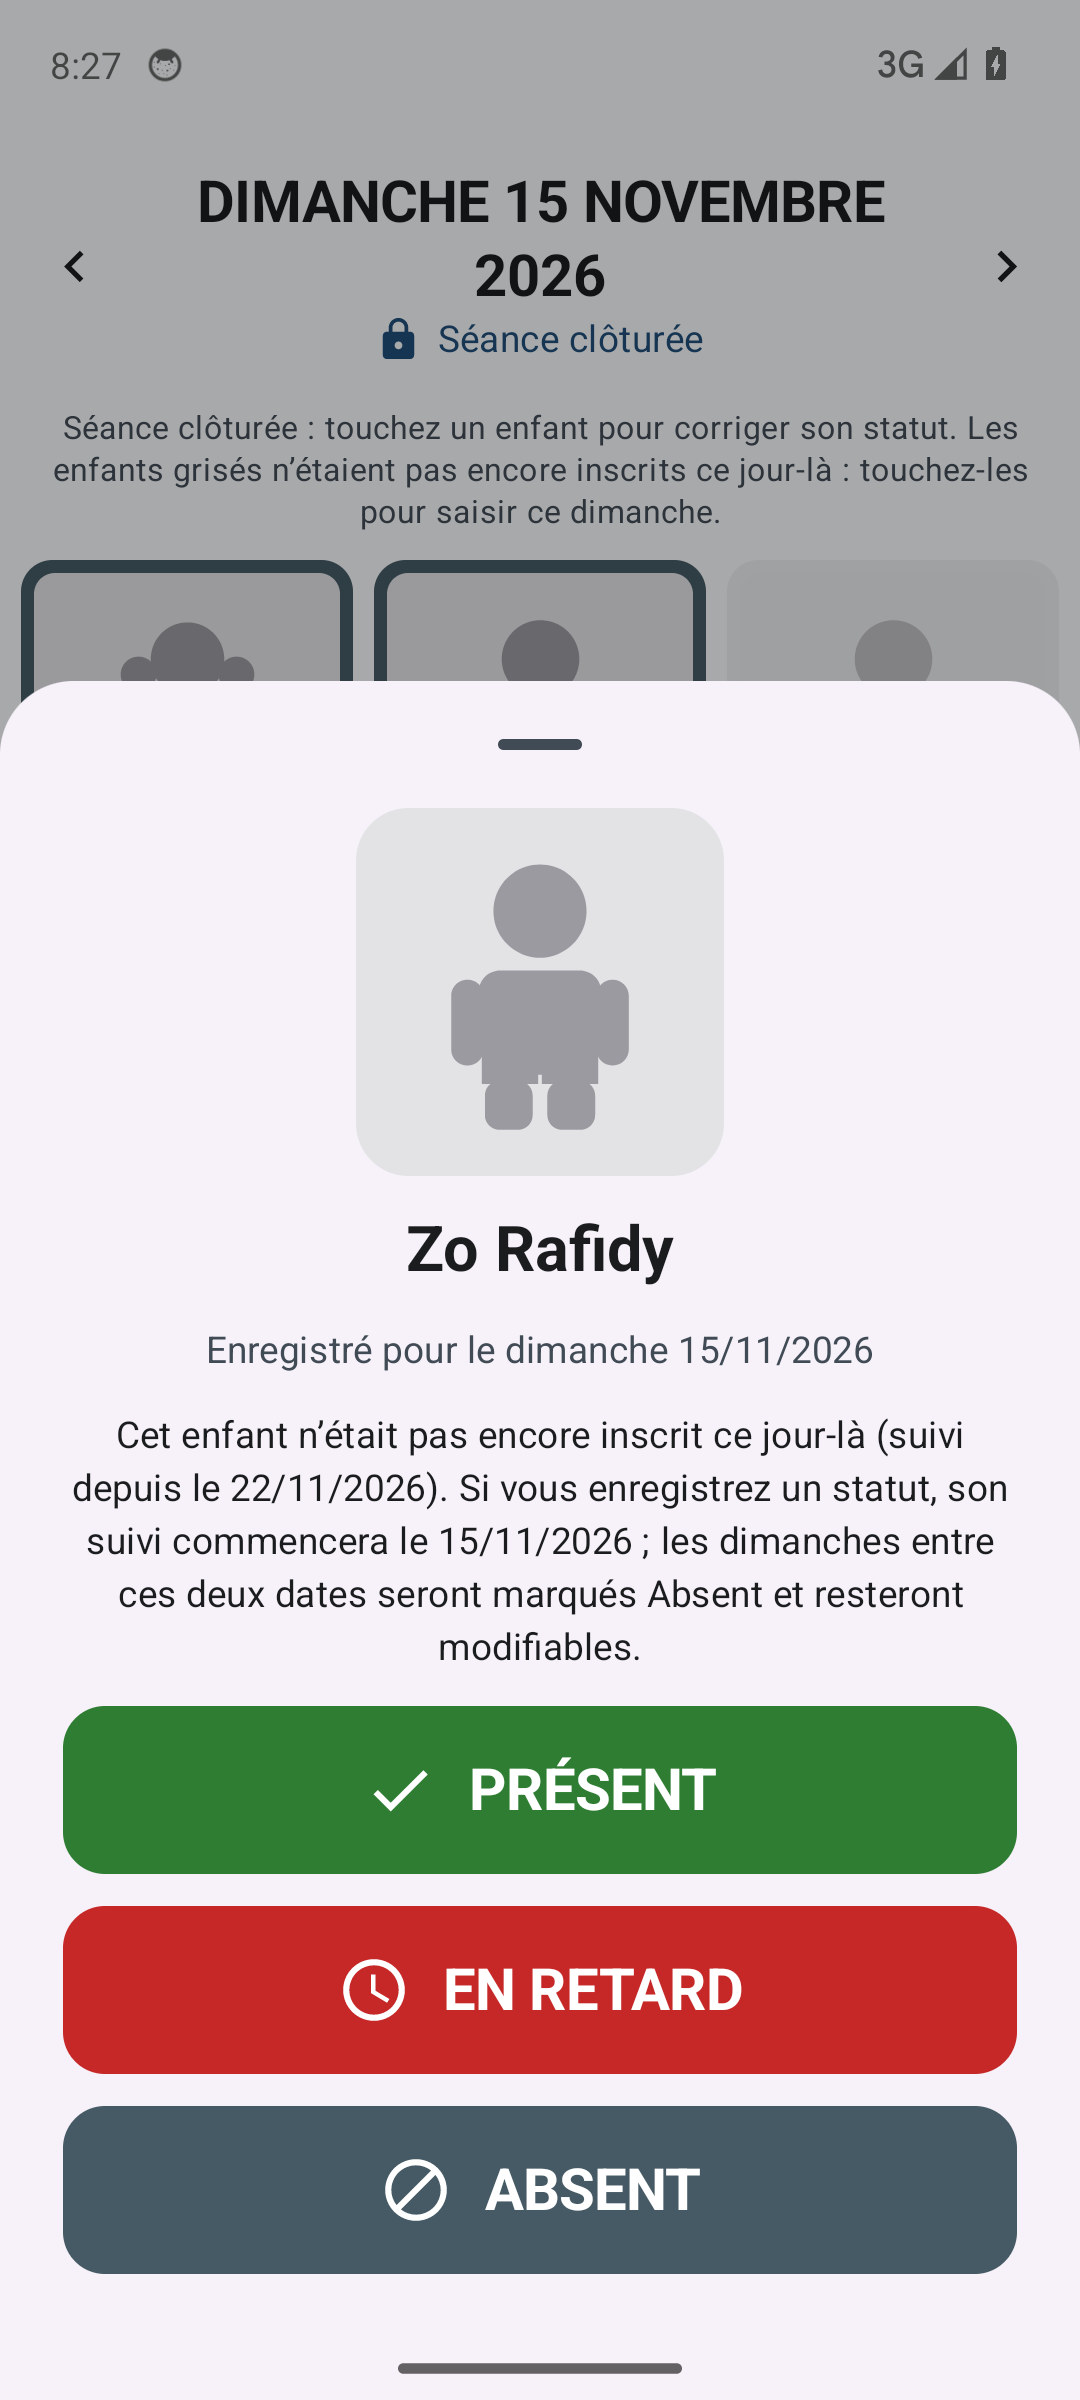 8:27
3G
DIMANCHE 15 NOVEMBRE
2026
Séance clôturée
Séance clôturée : touchez un enfant pour corriger son statut. Les
enfants grisés n’étaient pas encore inscrits ce jour-là : touchez-les
pour saisir ce dimanche.
Zo Rafidy
Enregistré pour le dimanche 15/11/2026
Cet enfant n’était pas encore inscrit ce jour-là (suivi
depuis le 22/11/2026). Si vous enregistrez un statut, son
suivi commencera le 15/11/2026 ; les dimanches entre
ces deux dates seront marqués Absent et resteront
modifiables.
PRÉSENT
EN RETARD
ABSENT